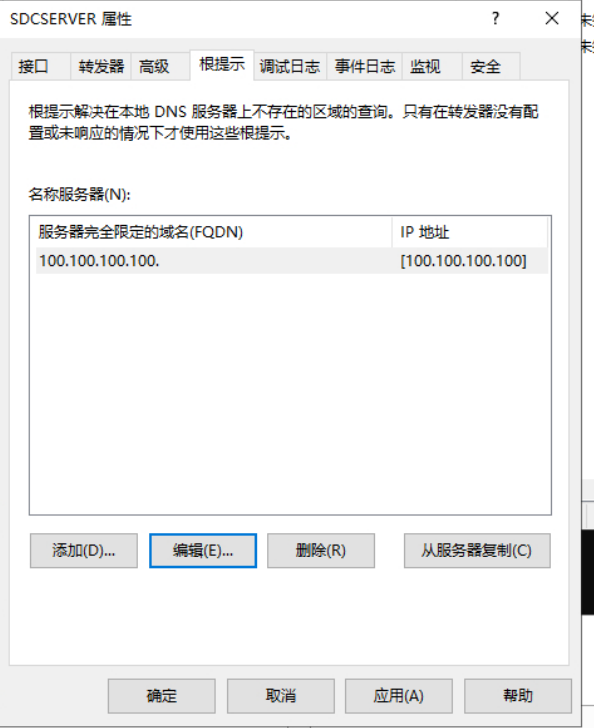 SDCSERVER 属性
?
接口 转发器 高级 根提示 调试日志 事件日志 监视 安全
根提示解决在本地 DNS 服务器上不存在的区域的查询。只有在转发器没有配
置或未响应的情况下才使用这些根提示。
名称服务器(N):
服务器完全限定的域名(FQDN) IP 地址
100.100.100.100. [100.100.100.100]
添加(D)... 编辑(E)... 删除(R) 从服务器复制(C)
确定 取消 应用(A) 帮助